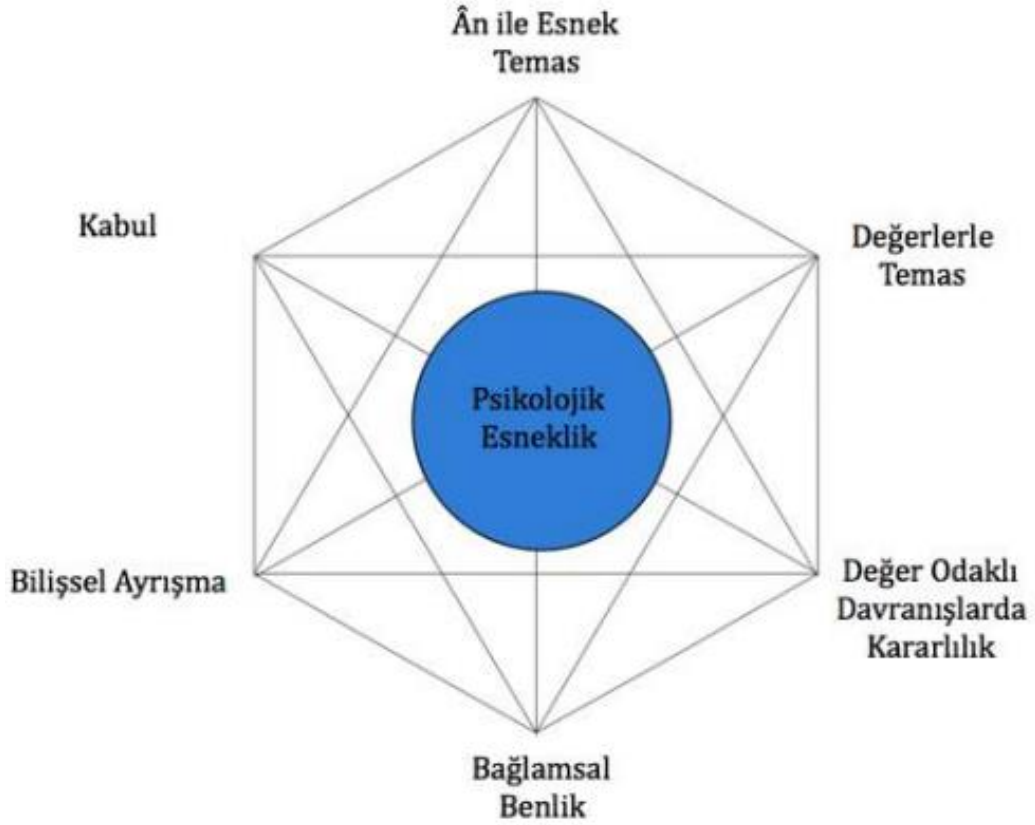 Ân ile Esnek
Temas
Kabul
Değerlerle
Temas
Psikolojik
Esneklik
Bilişsel Ayrışma
Değer Odaklı
Davranışlarda
Kararlılık
Bağlamsal
Benlik